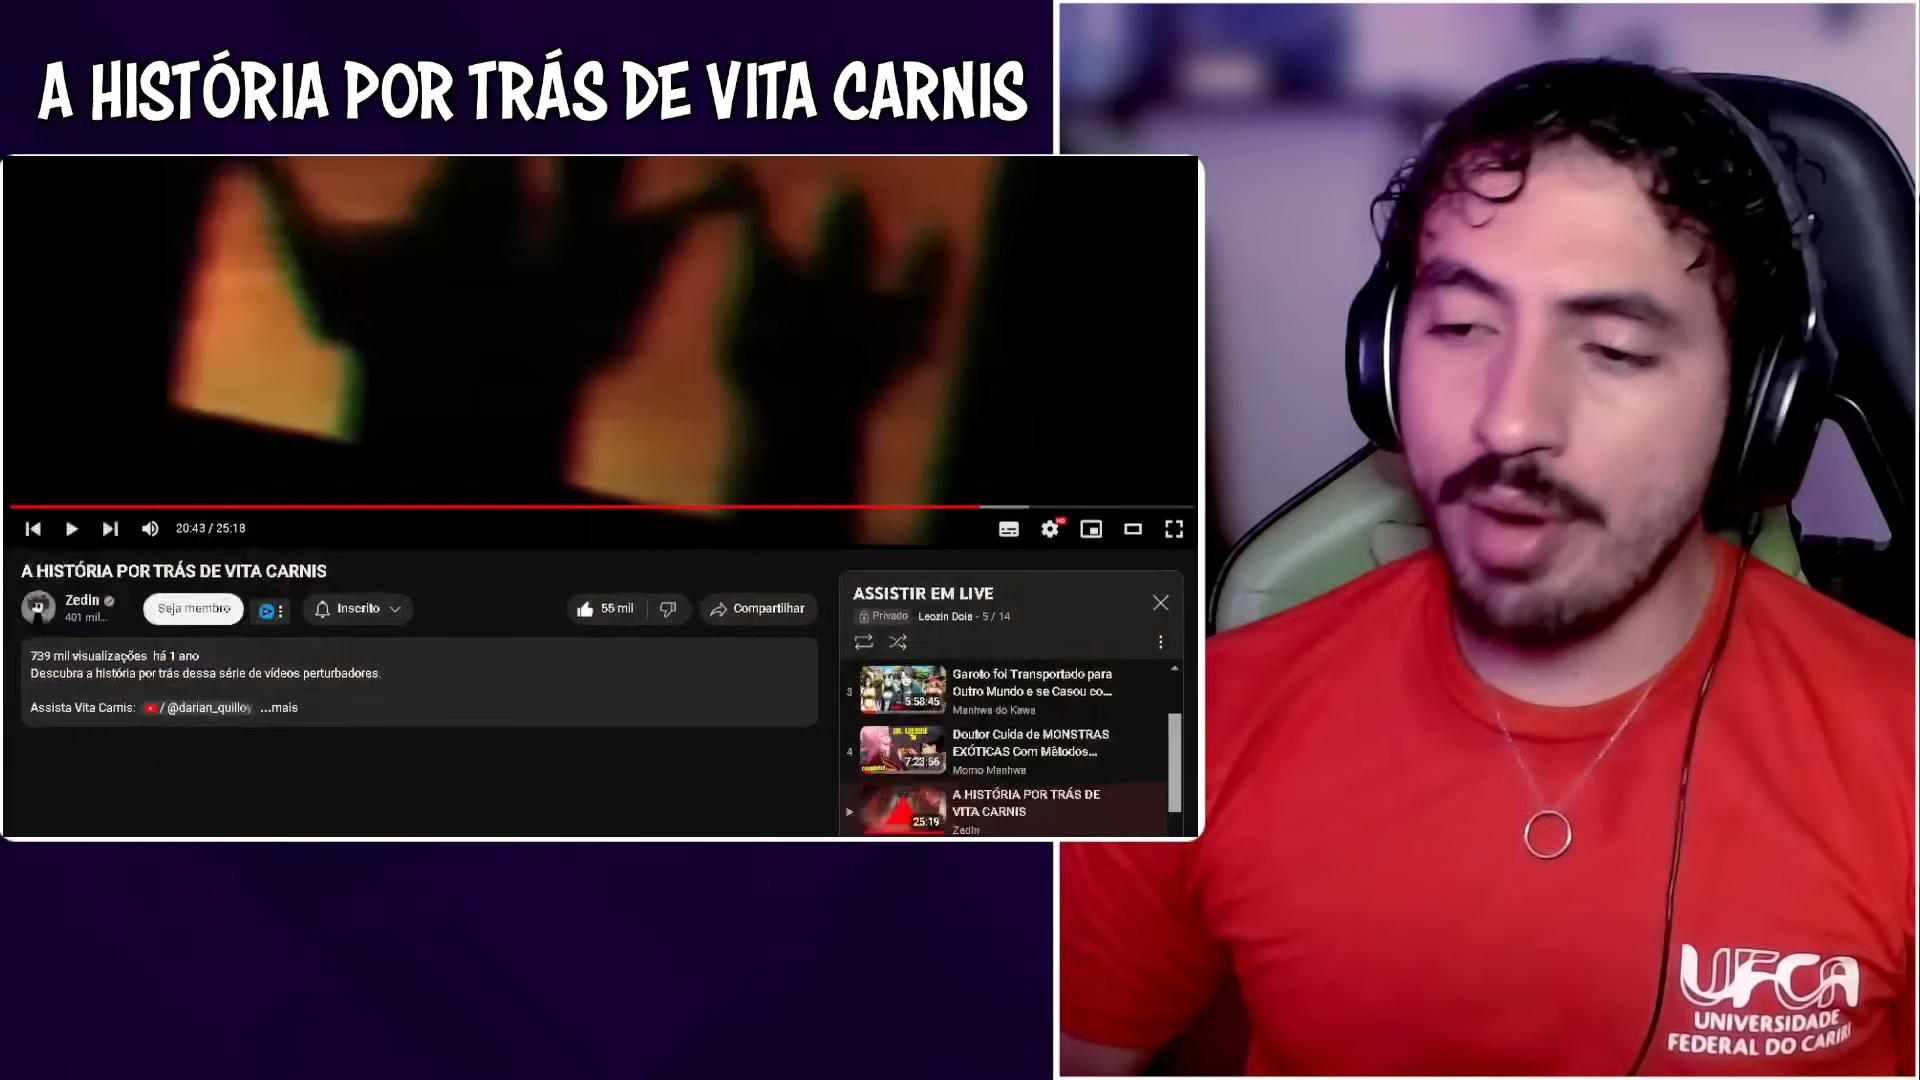 A HISTÓRIA POR TRÁS DE VITA CARNIS
20:43 / 25:18
HD
A HISTÓRIA POR TRÁS DE VITA CARNIS
Zedin
401 mil...
Seja membro
Inscrito
55 mil
Compartilhar
739 mil visualizações há 1 ano
Descubra a história por trás dessa série de vídeos perturbadores.
Assista Vita Carnis: / @darian_quilloy ...mais
ASSISTIR EM LIVE
Privado Leozin Dois - 5 / 14
3
5:58:45
Garoto foi Transportado para
Outro Mundo e se Casou co...
Manhwa do Kawa
4
7:23:56
Doutor Cuida de MONSTRAS
EXÓTICAS Com Métodos...
Momo Manhwa
25:19
A HISTÓRIA POR TRÁS DE
VITA CARNIS
Zedin
UFCA
UNIVERSIDADE
FEDERAL DO CARIRI